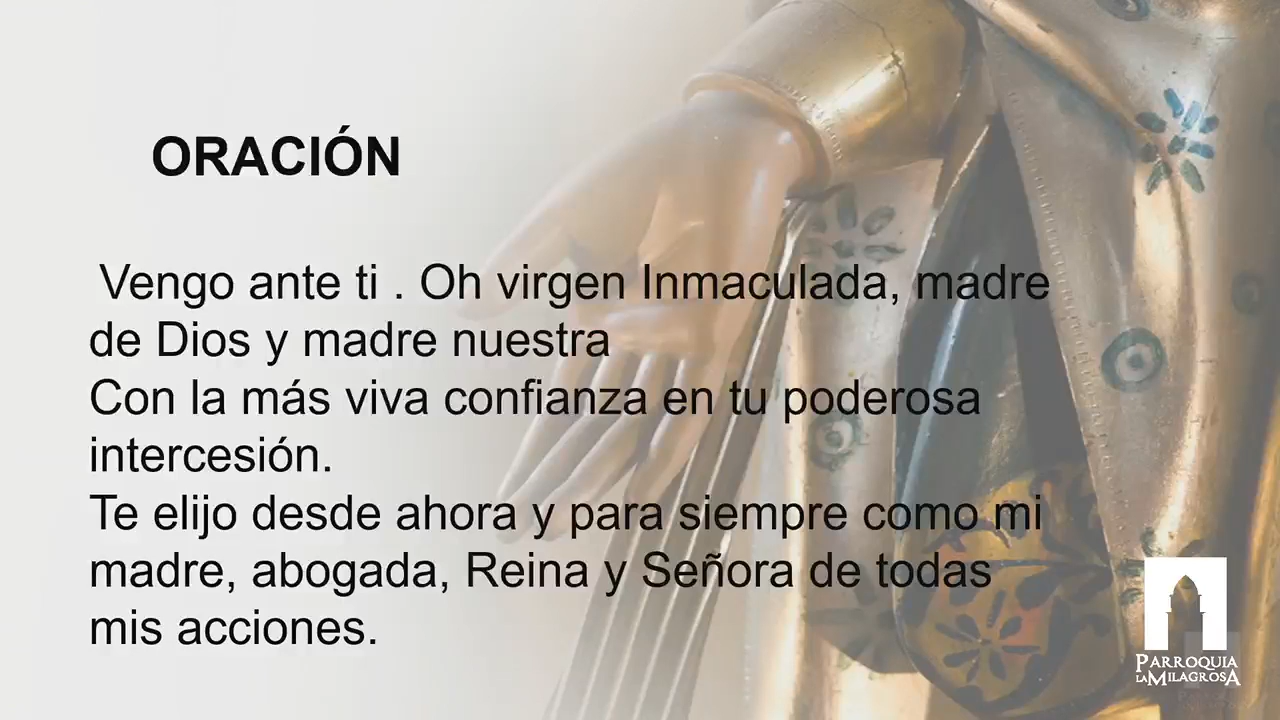 ORACIÓN
Vengo ante ti . Oh virgen Inmaculada, madre
de Dios y madre nuestra
Con la más viva confianza en tu poderosa
intercesión.
Te elijo desde ahora y para siempre como mi
madre, abogada, Reina y Señora de todas
mis acciones.
PARROQUIA
LA MILAGROSA